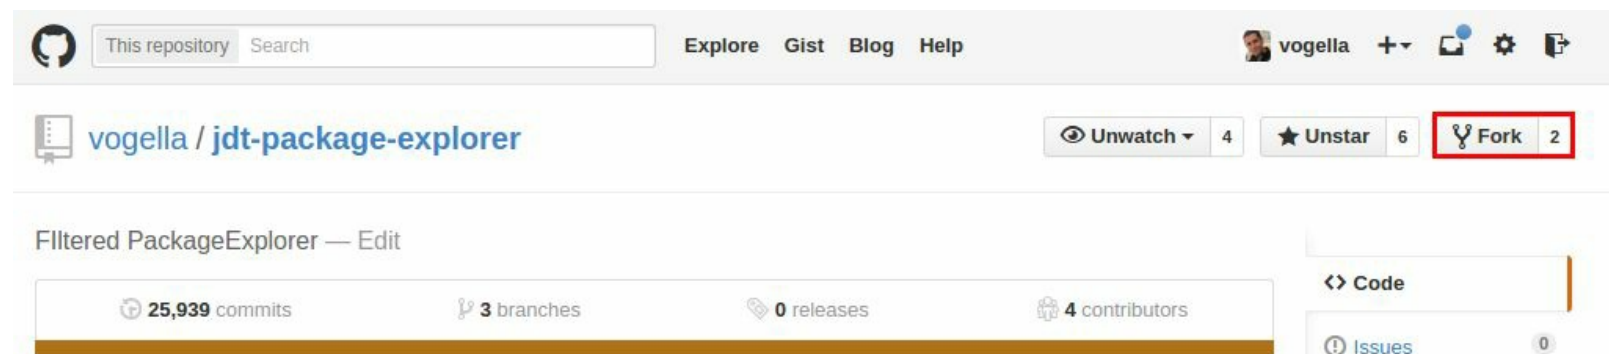 This repository Search Explore Gist Blog Help vogella
vogella / jdt-package-explorer Unwatch 4 Unstar 6 Fork 2
FIltered PackageExplorer — Edit
<> Code
25,939 commits 3 branches 0 releases 4 contributors
Issues 0